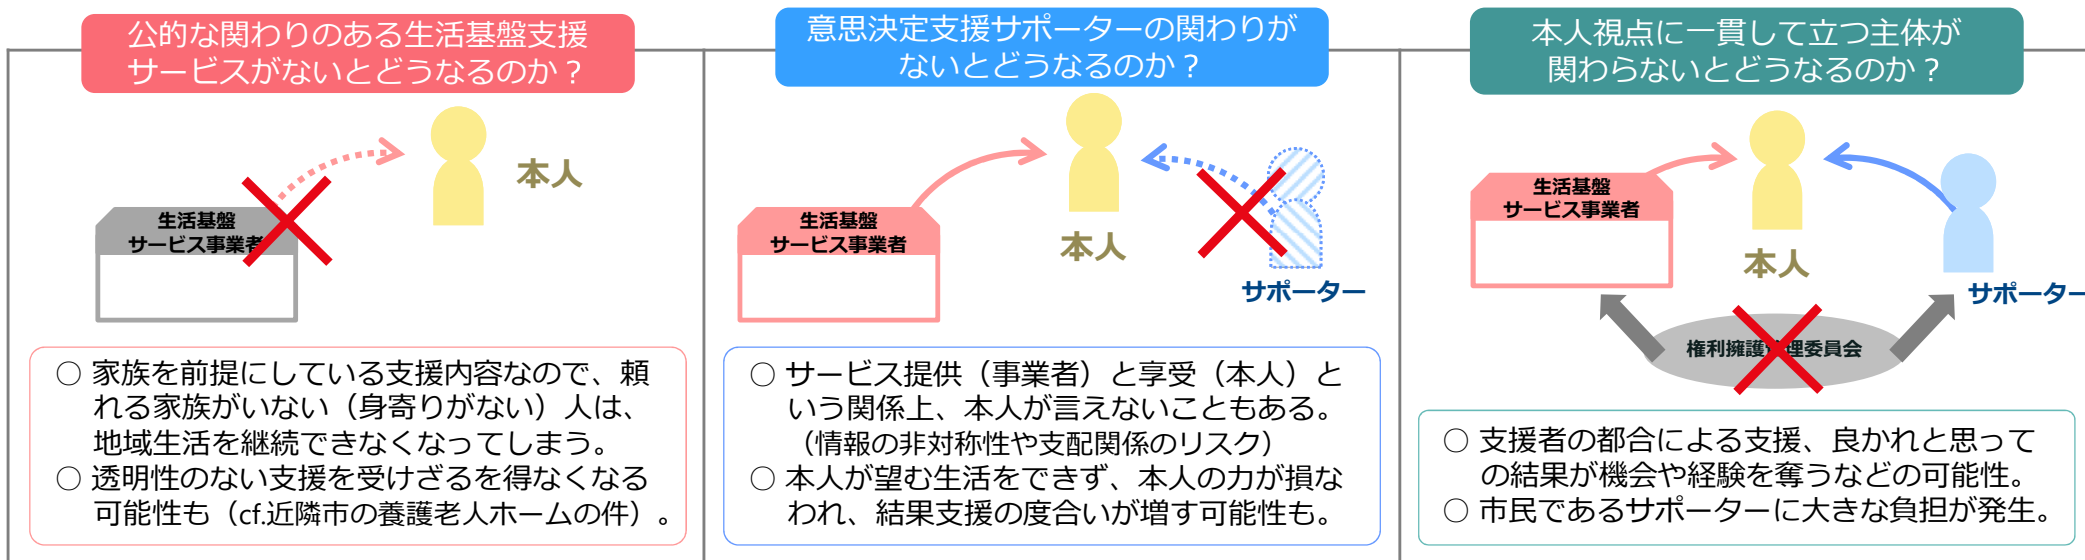 公的な関わりのある生活基盤支援
サービスがないとどうなるのか？
本人
生活基盤
サービス事業者
○ 家族を前提にしている支援内容なので、頼
れる家族がいない（身寄りがない）人は、
地域生活を継続できなくなってしまう。
○ 透明性のない支援を受けざるを得なくなる
可能性も（cf.近隣市の養護老人ホームの件）。
意思決定支援サポーターの関わりが
ないとどうなるのか？
生活基盤
サービス事業者
本人
サポーター
○ サービス提供（事業者）と享受（本人）と
いう関係上、本人が言えないこともある。
（情報の非対称性や支配関係のリスク）
○ 本人が望む生活をできず、本人の力が損な
われ、結果支援の度合いが増す可能性も。
本人視点に一貫して立つ主体が
関わらないとどうなるのか？
生活基盤
サービス事業者
本人
サポーター
権利擁護管理委員会
○ 支援者の都合による支援、良かれと思って
の結果が機会や経験を奪うなどの可能性。
○ 市民であるサポーターに大きな負担が発生。